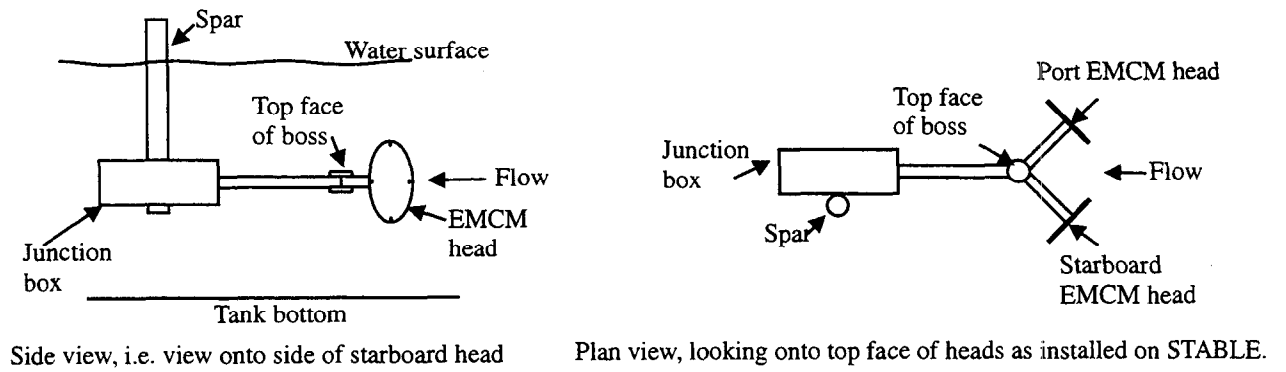 Spar
Water surface
Top face
of boss
Flow
EMCM
head
Junction
box
Tank bottom
Side view, i.e. view onto side of starboard head
Port EMCM head
Top face
of boss
Junction
box
Flow
Spar
Starboard
EMCM head
Plan view, looking onto top face of heads as installed on STABLE.